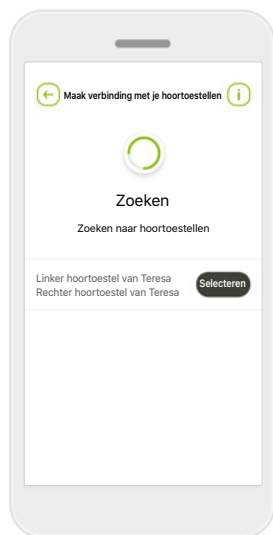 Maak verbinding met je hoortoestellen
Zoeken
Zoeken naar hoortoestellen
Linker hoortoestel van Teresa
Rechter hoortoestel van Teresa
Selecteren